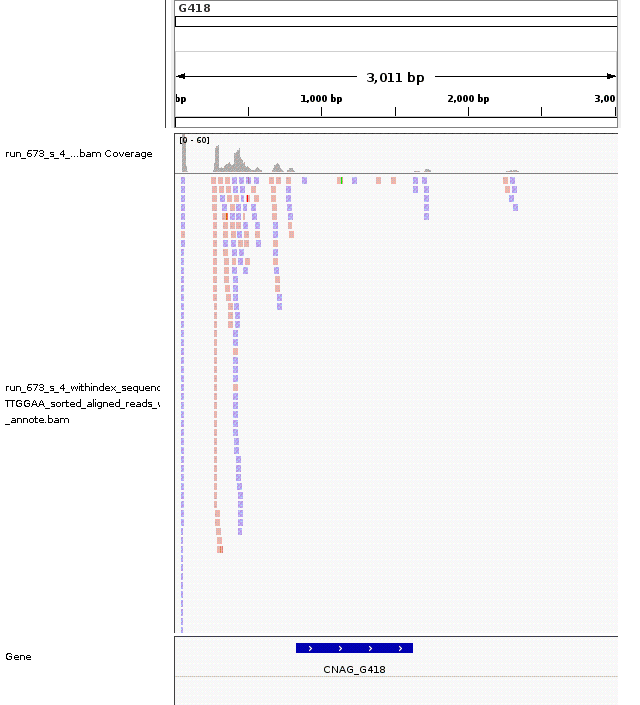 G418
3,011 bp
bp
1,000 bp
2,000 bp
3,00
[0 - 60]
run_673_s_4_...bam Coverage
run_673_s_4_withindex_sequenc
TTGGAA_sorted_aligned_reads_
_annote.bam
Gene
CNAG_G418